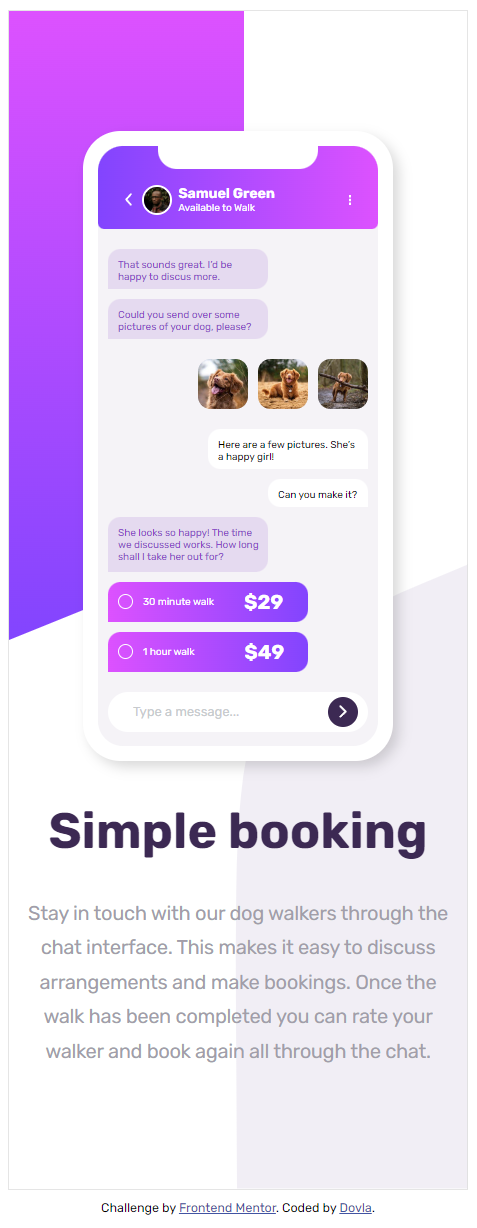 Samuel Green
Available to Walk
That sounds great. I'd be
happy to discus more.
Could you send over some
pictures of your dog, please?
Here are a few pictures. She's
a happy girl!
Can you make it?
She looks so happy! The time
we discussed works. How long
shall I take her out for?
30 minute walk $29
1 hour walk $49
Type a message...
Simple booking
Stay in touch with our dog walkers through the
chat interface. This makes it easy to discuss
arrangements and make bookings. Once the
walk has been completed you can rate your
walker and book again all through the chat.
Challenge by Frontend Mentor. Coded by Dovla.